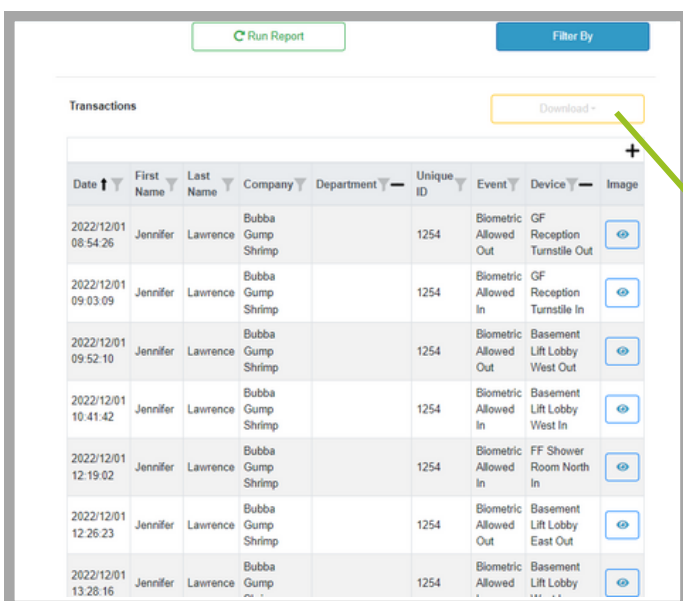 Run Report
Filter By
Transactions
Download
Date First Name Last Name Company Department Unique ID Event Device Image
2022/12/01 08:54:26 Jennifer Lawrence Bubba Gump Shrimp 1254 Biometric Allowed Out GF Reception Turnstile Out
2022/12/01 09:03:09 Jennifer Lawrence Bubba Gump Shrimp 1254 Biometric Allowed In GF Reception Turnstile In
2022/12/01 09:52:10 Jennifer Lawrence Bubba Gump Shrimp 1254 Biometric Allowed Out Basement Lift Lobby West Out
2022/12/01 10:41:42 Jennifer Lawrence Bubba Gump Shrimp 1254 Biometric Allowed In Basement Lift Lobby West In
2022/12/01 12:19:02 Jennifer Lawrence Bubba Gump Shrimp 1254 Biometric Allowed In FF Shower Room North In
2022/12/01 12:26:23 Jennifer Lawrence Bubba Gump Shrimp 1254 Biometric Allowed Out Basement Lift Lobby East Out
2022/12/01 13:28:16 Jennifer Lawrence Bubba Gump 1254 Biometric Allowed Basement Lift Lobby